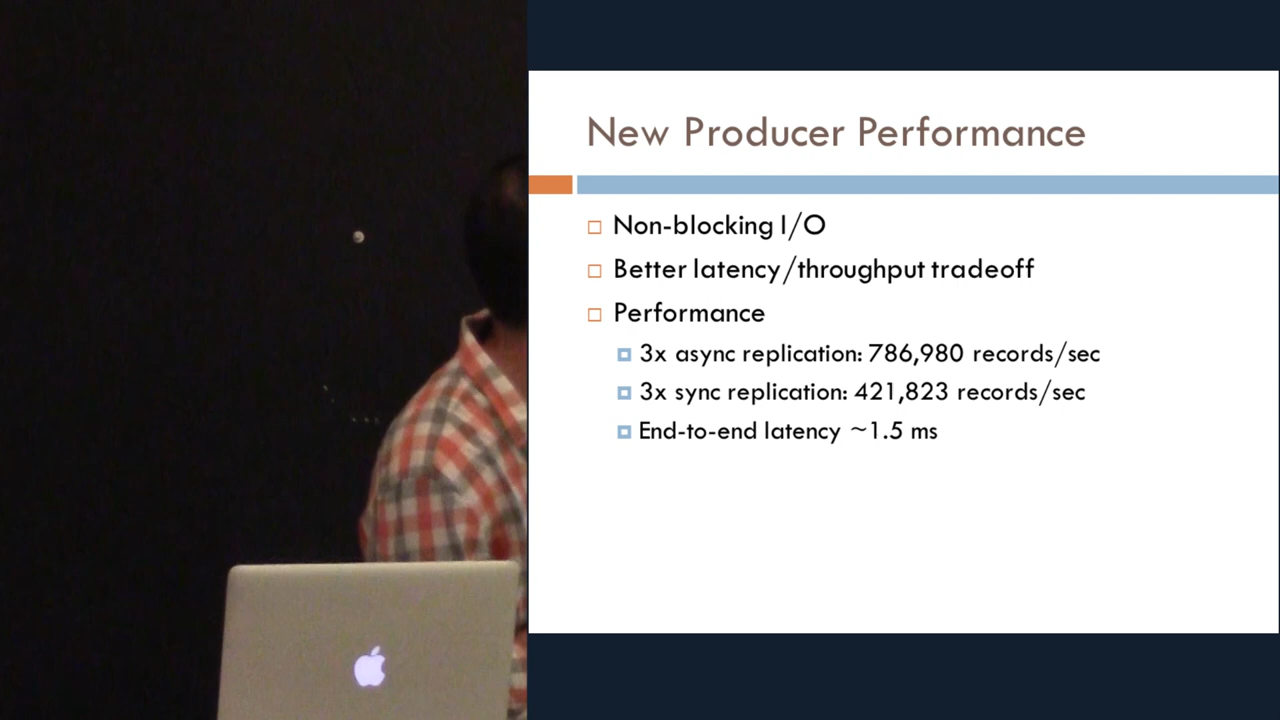 New Producer Performance
Non-blocking I/O
Better latency/throughput tradeoff
Performance
3x async replication: 786,980 records/sec
3x sync replication: 421,823 records/sec
End-to-end latency ~1.5 ms